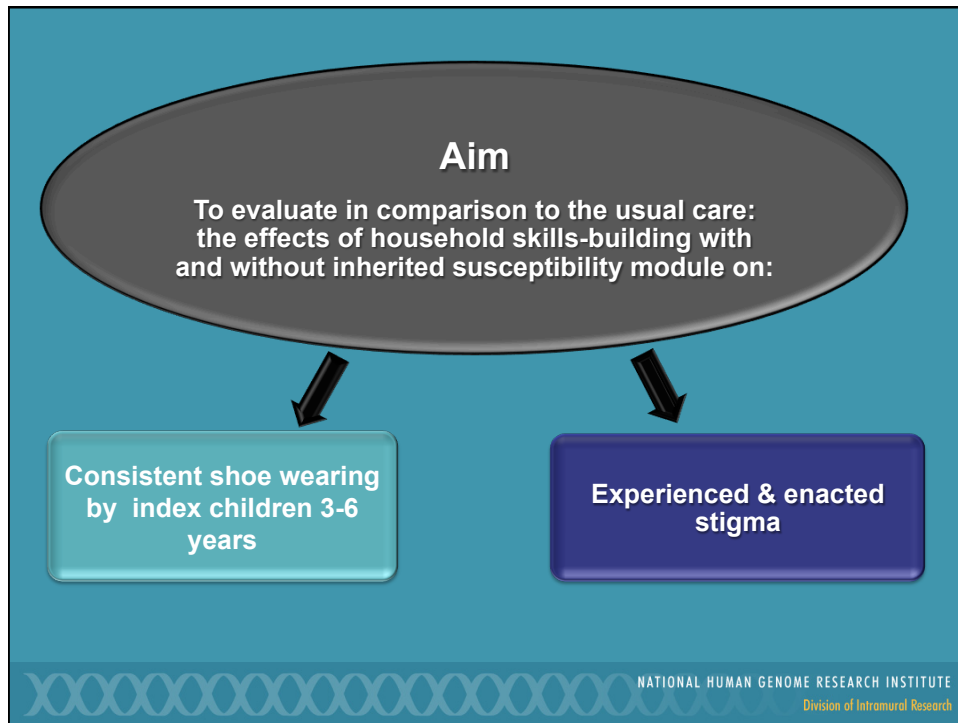 Aim
To evaluate in comparison to the usual care:
the effects of household skills-building with
and without inherited susceptibility module on:
Consistent shoe wearing
by index children 3-6
years
Experienced & enacted
stigma
NATIONAL HUMAN GENOME RESEARCH INSTITUTE
Division of Intramural Research